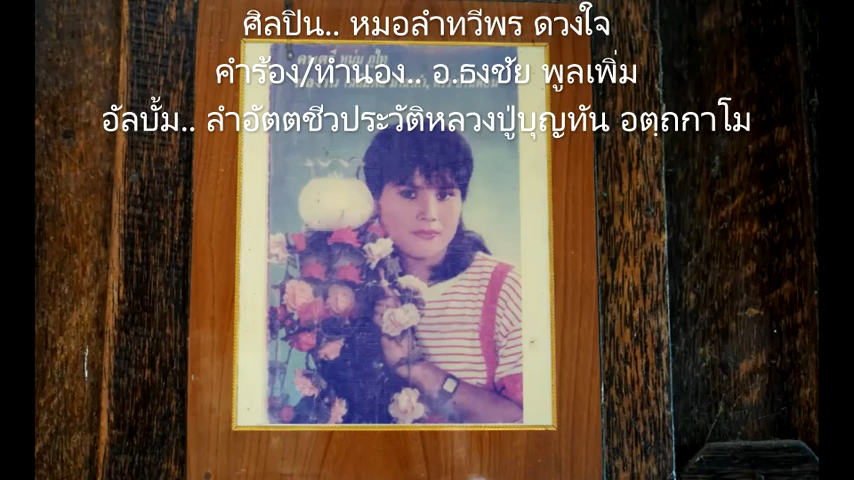 ศิลปิน.. หมอลำทวีพร ดวงใจ
คำร้อง/ทำนอง.. อ.ธงชัย พูลเพิ่ม
อัลบั้ม.. ลำอัตตชีวประวัติหลวงปู่บุญทัน อตฺถกาโม